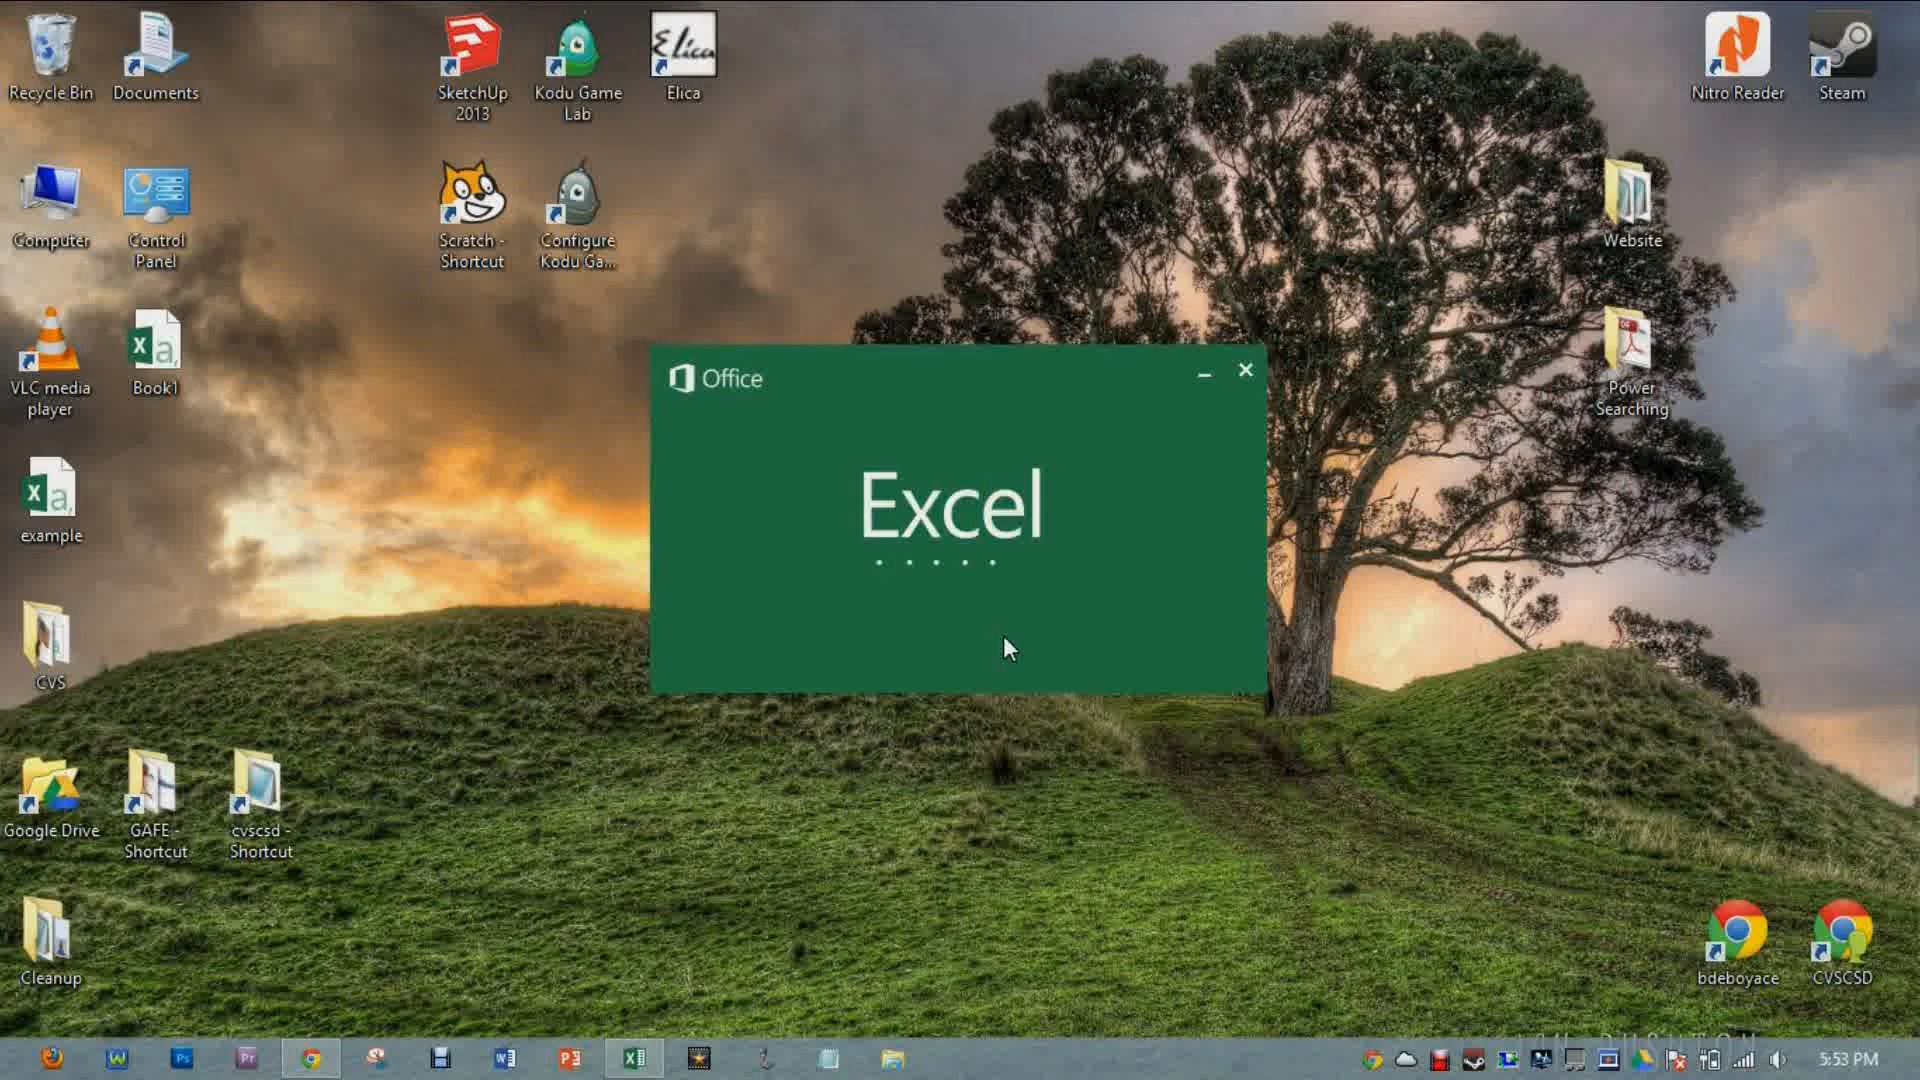 Recycle Bin
Documents
SketchUp
2013
Kodu Game
Lab
Elica
Elica
Nitro Reader
Steam
Computer
Control
Panel
Scratch -
Shortcut
Configure
Kodu Ga...
Website
VLC media
player
Book1
Power
Searching
Office
Excel
example
CVS
Google Drive
GAFE -
Shortcut
cvscsd -
Shortcut
Cleanup
bdeboyace
CVSCSD
5:53 PM